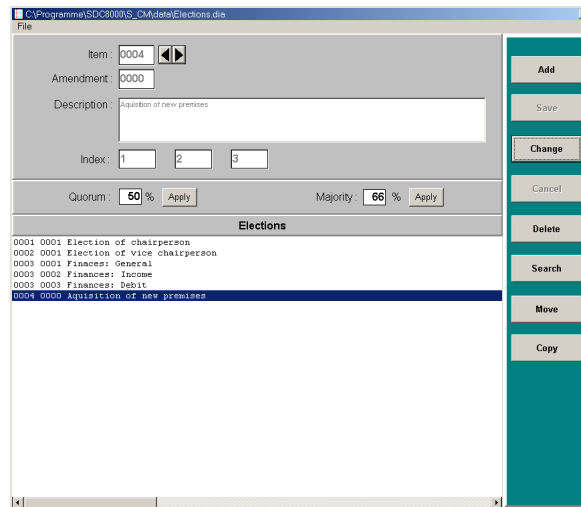 C:\Programme\SDC8000\S_CM\data\Elections.dia
File
Item : 0004
Amendment : 0000
Description : Aquisition of new premises
Index : 1 2 3
Quorum : 50 % Apply Majority : 66 % Apply
Elections
0001 0001 Election of chairperson
0002 0001 Election of vice chairperson
0003 0001 Finaces: General
0003 0002 Finances: Income
0003 0003 Finances: Debit
0004 0000 Aquisition of new premises
Add
Save
Change
Cancel
Delete
Search
Move
Copy